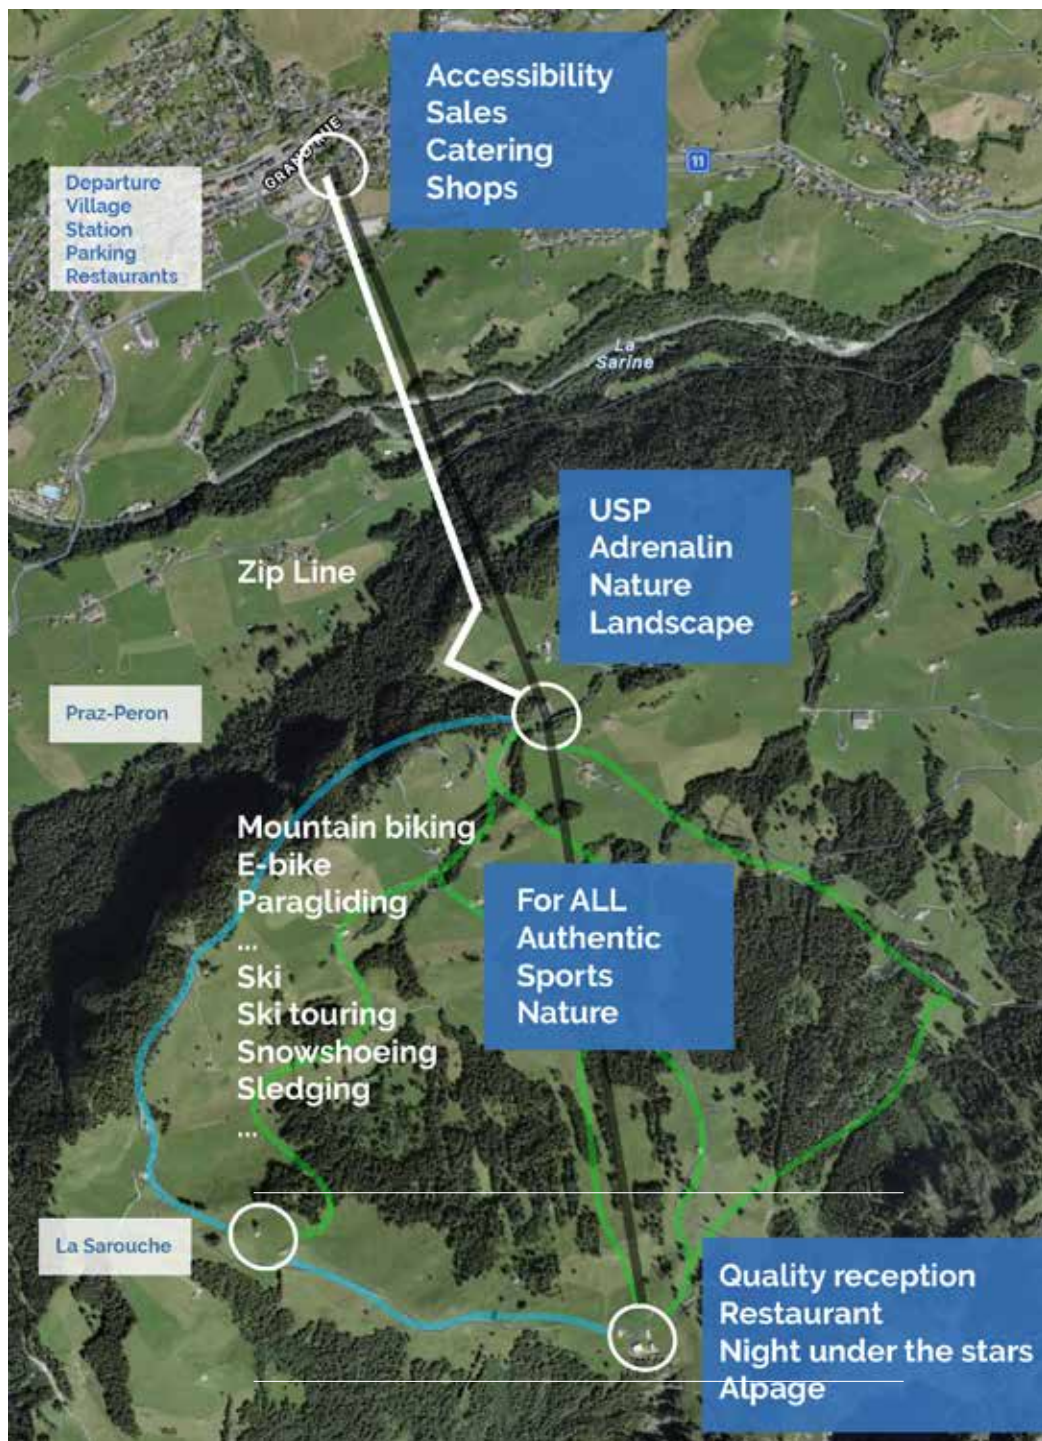 Accessibility
Sales
Catering
Shops
GRAND RUE
11
Departure
Village
Station
Parking
Restaurants
La
Sarine
USP
Adrenalin
Nature
Landscape
Zip Line
Praz-Peron
Mountain biking
E-bike
Paragliding
...
Ski
Ski touring
Snowshoeing
Sledging
...
For ALL
Authentic
Sports
Nature
La Sarouche
Quality reception
Restaurant
Night under the stars
Alpage